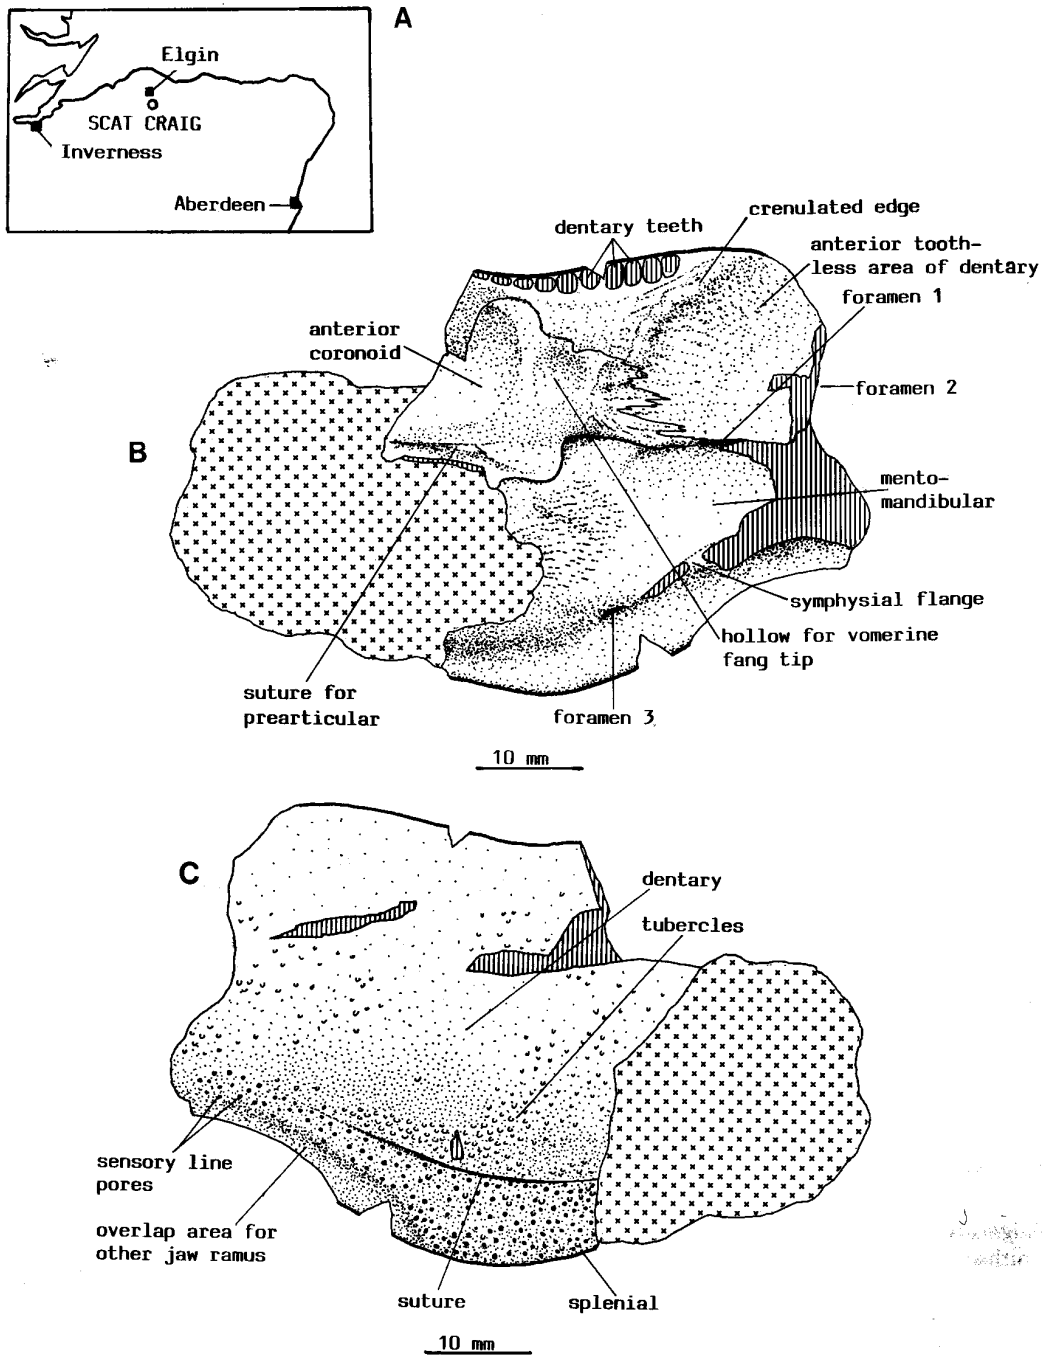 A
Elgin
SCAT CRAIG
Inverness
Aberdeen
B
dentary teeth
crenulated edge
anterior tooth-
less area of dentary
foramen 1
anterior
coronoid
foramen 2
mento-
mandibular
symphysial flange
hollow for vomerine
fang tip
suture for
prearticular
foramen 3
10 mm
C
dentary
tubercles
sensory line
pores
overlap area for
other jaw ramus
suture
splenial
10 mm